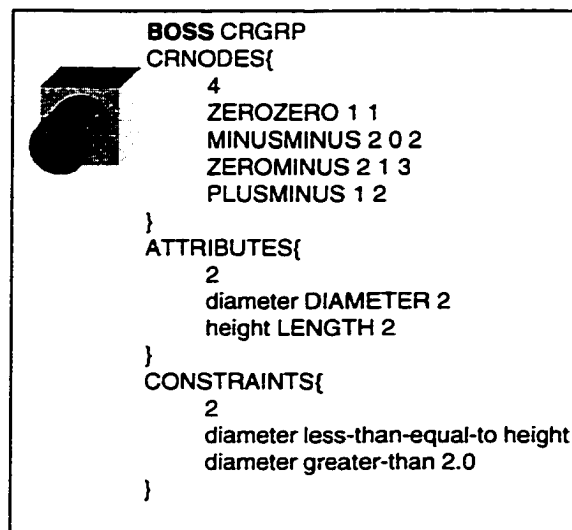 BOSS CRGRP
CRNODES{
4
ZEROZERO 1 1
MINUSMINUS 2 0 2
ZEROMINUS 2 1 3
PLUSMINUS 1 2
}
ATTRIBUTES{
2
diameter DIAMETER 2
height LENGTH 2
}
CONSTRAINTS{
2
diameter less-than-equal-to height
diameter greater-than 2.0
}